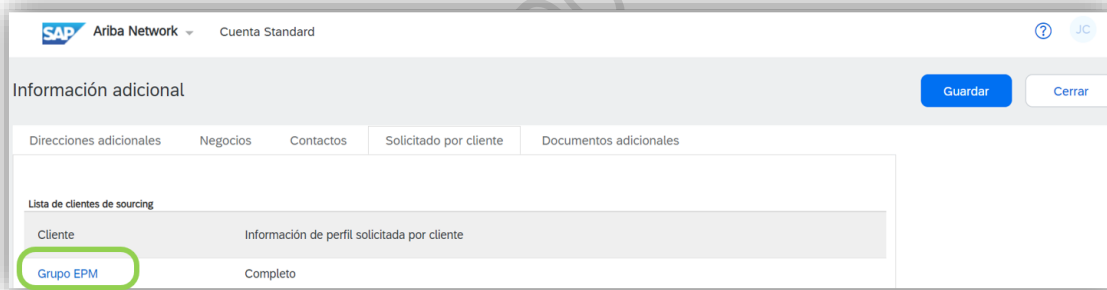 SAP Ariba Network Cuenta Standard ? JC
Información adicional Guardar Cerrar
Direcciones adicionales Negocios Contactos Solicitado por cliente Documentos adicionales
Lista de clientes de sourcing
Cliente Información de perfil solicitada por cliente
Grupo EPM Completo